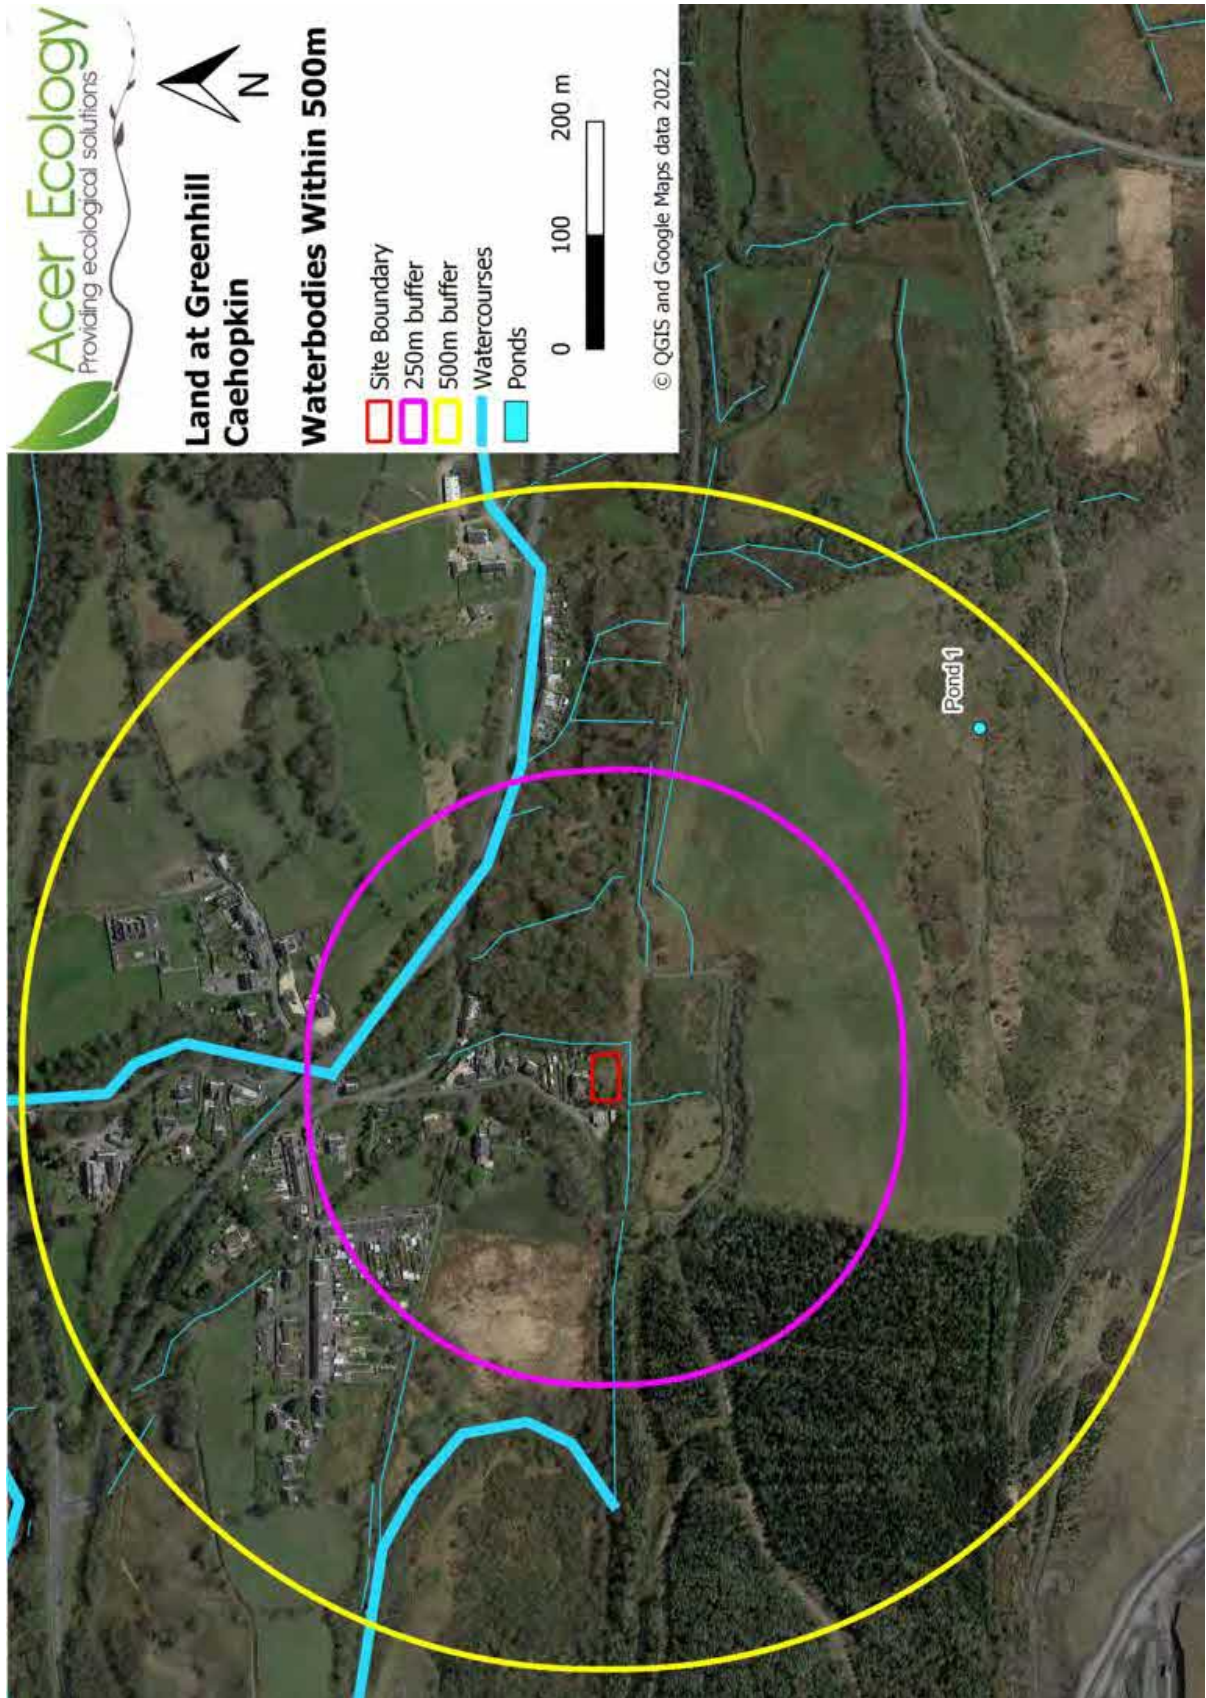 Acer Ecology
Providing ecological solutions
N
Land at Greenhill
Caehopkin
Waterbodies Within 500m
Site Boundary
250m buffer
500m buffer
Watercourses
Ponds
0 100 200 m
© QGIS and Google Maps data 2022
Pond 1